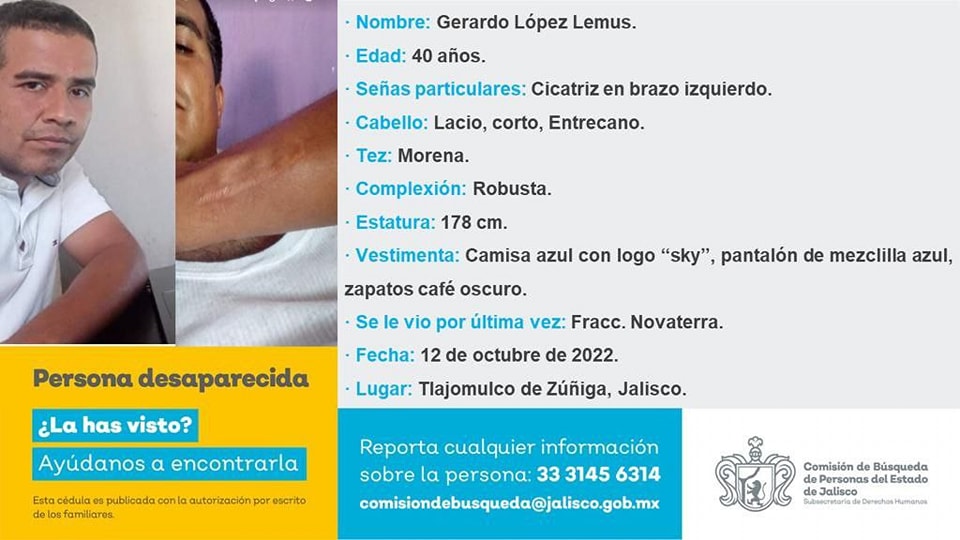 · Nombre: Gerardo López Lemus.
· Edad: 40 años.
· Señas particulares: Cicatriz en brazo izquierdo.
· Cabello: Lacio, corto, Entrecano.
· Tez: Morena.
· Complexión: Robusta.
· Estatura: 178 cm.
· Vestimenta: Camisa azul con logo “sky”, pantalón de mezclilla azul,
zapatos café oscuro.
· Se le vio por última vez: Fracc. Novaterra.
· Fecha: 12 de octubre de 2022.
· Lugar: Tlajomulco de Zúñiga, Jalisco.
Persona desaparecida
¿La has visto?
Ayúdanos a encontrarla
Esta cédula es publicada con la autorización por escrito
de los familiares.
Reporta cualquier información
sobre la persona: 33 3145 6314
comisiondebusqueda@jalisco.gob.mx
Comisión de Búsqueda
de Personas del Estado
de Jalisco
Subsecretaría de Derechos Humanos